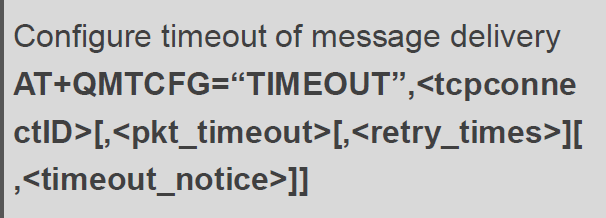 Configure timeout of message delivery
AT+QMTCFG=“TIMEOUT”,<tcpconne
ctID>[,<pkt_timeout>[,<retry_times>][
,<timeout_notice>]]